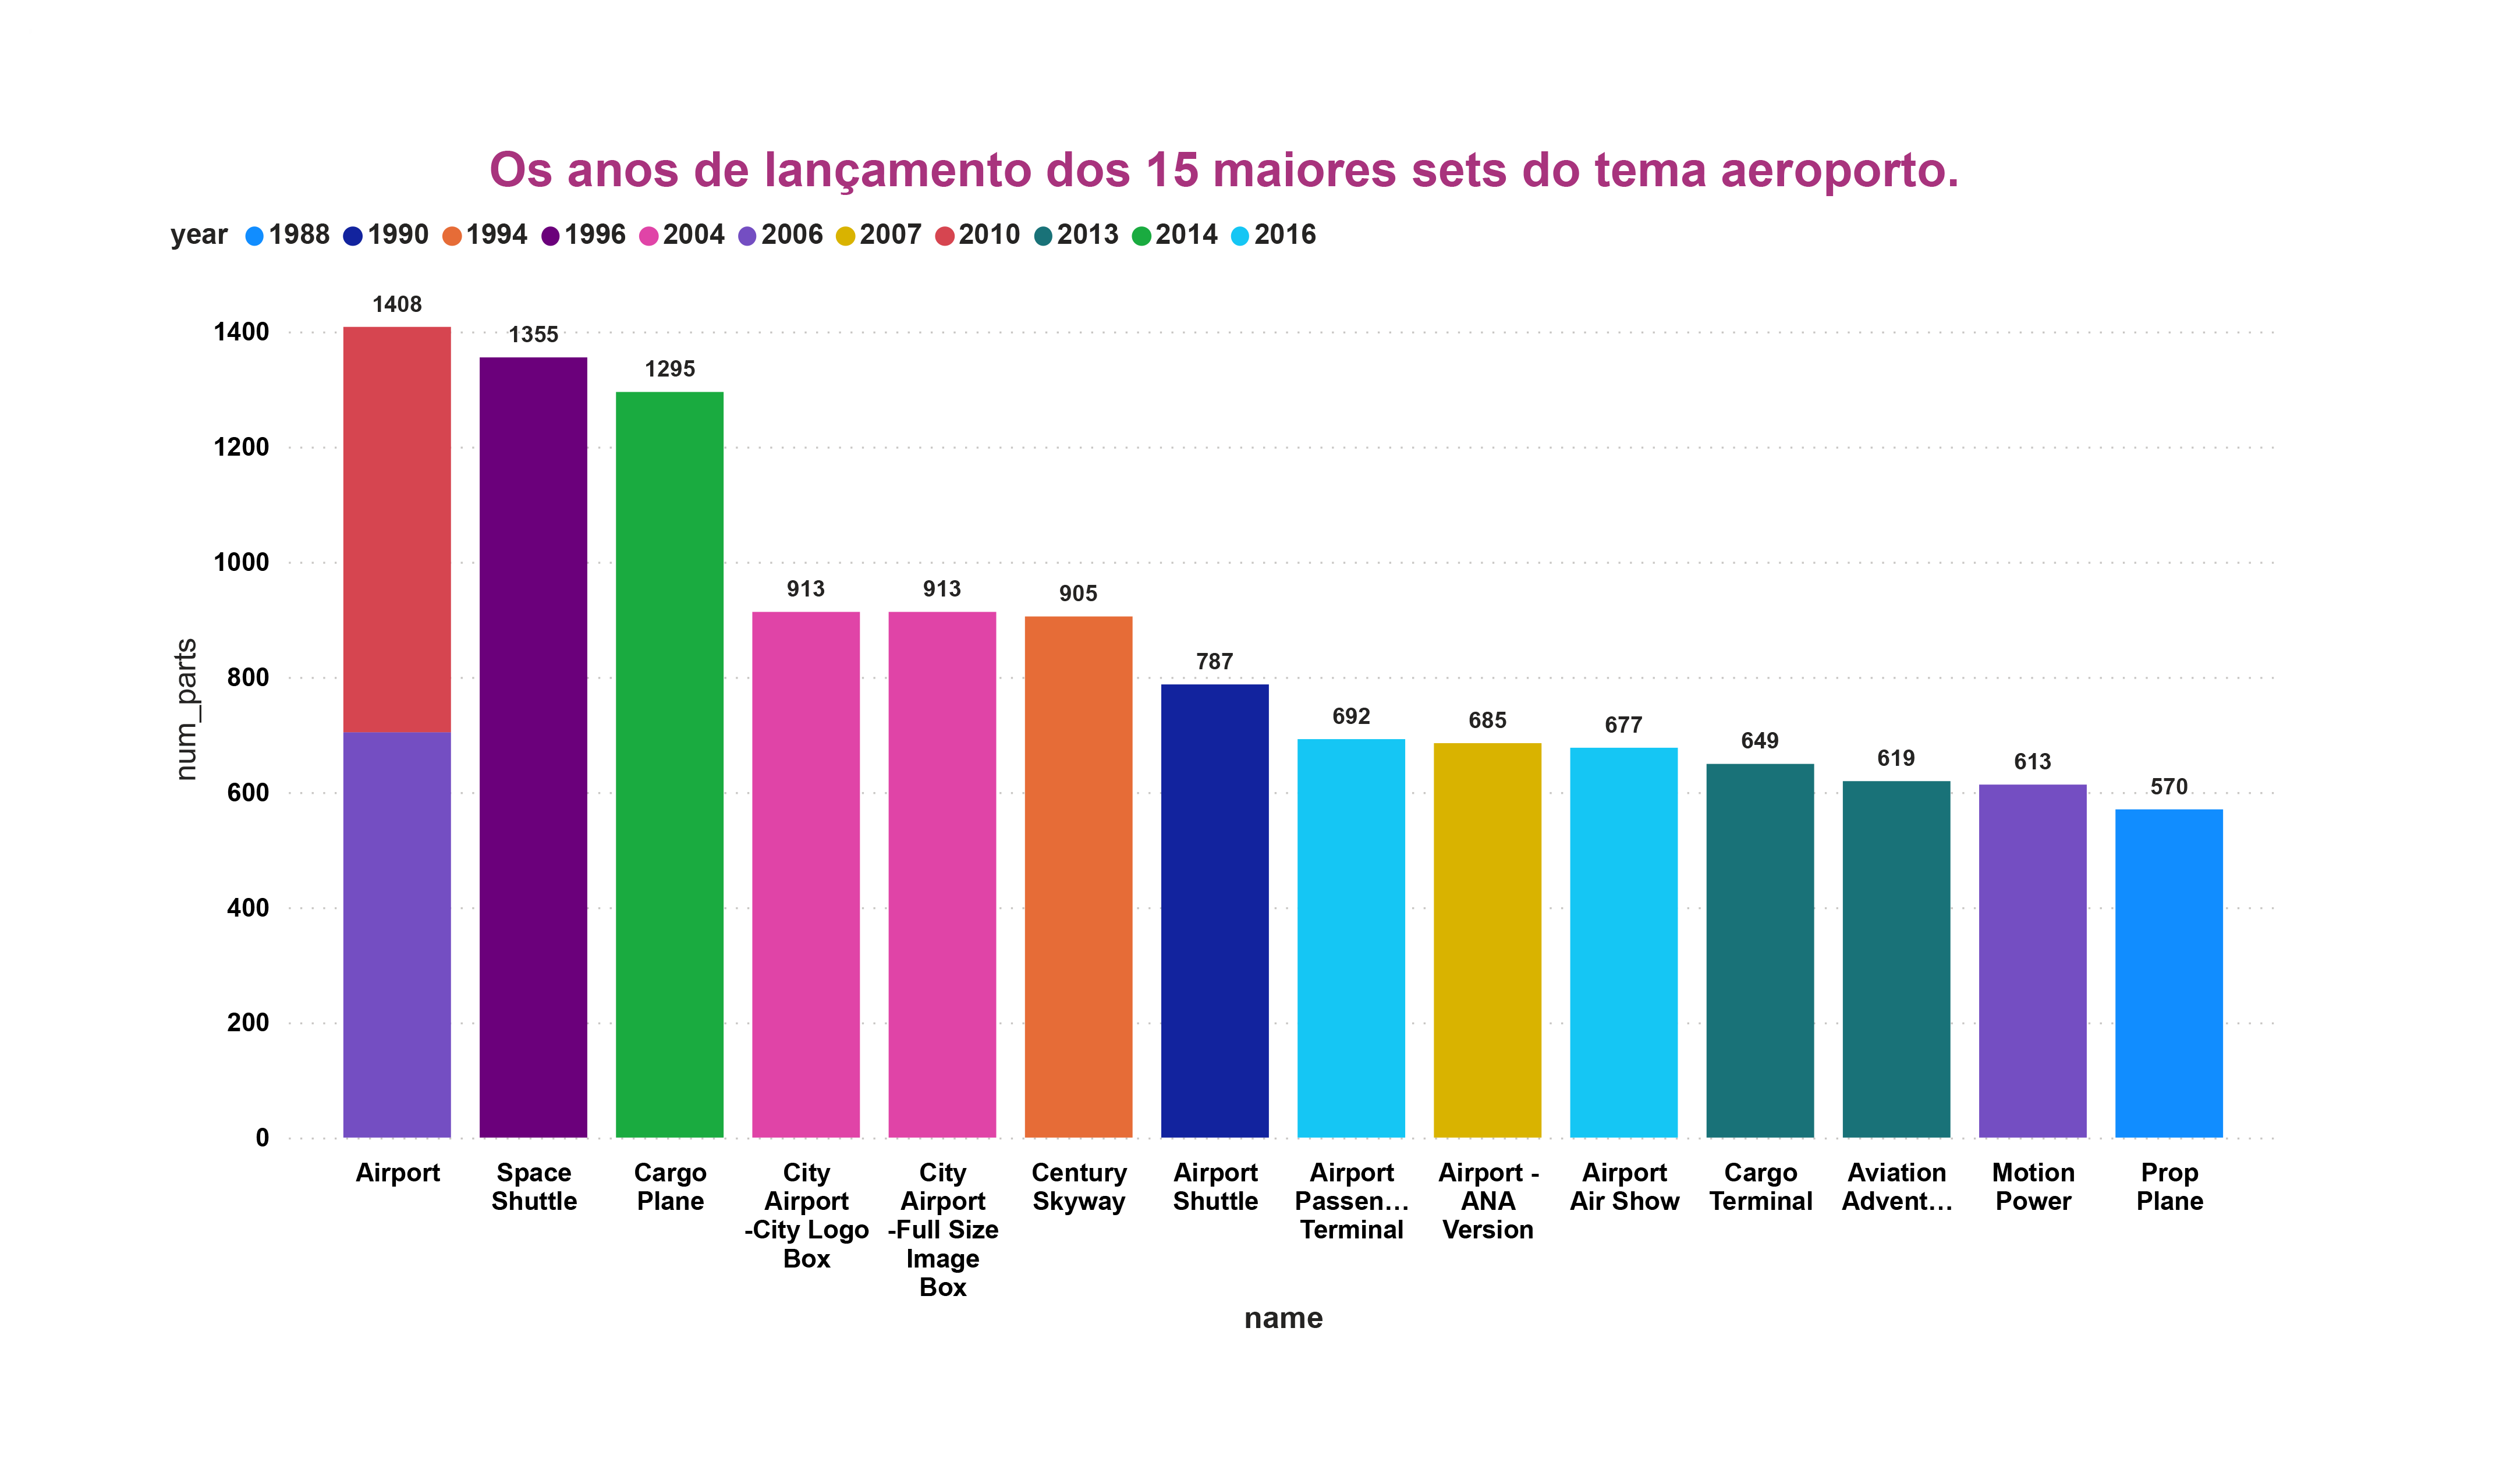 Os anos de lançamento dos 15 maiores sets do tema aeroporto.
year 1988 1990 1994 1996 2004 2006 2007 2010 2013 2014 2016
1408
1400
1355
1295
1200
1000
913
913
905
800
787
692
685
677
649
619
613
600
570
400
200
0
num_parts
Airport
Space
Shuttle
Cargo
Plane
City
Airport
-City Logo
Box
City
Airport
-Full Size
Image
Box
Century
Skyway
Airport
Shuttle
Airport
Passen…
Terminal
Airport -
ANA
Version
Airport
Air Show
Cargo
Terminal
Aviation
Advent…
Motion
Power
Prop
Plane
name